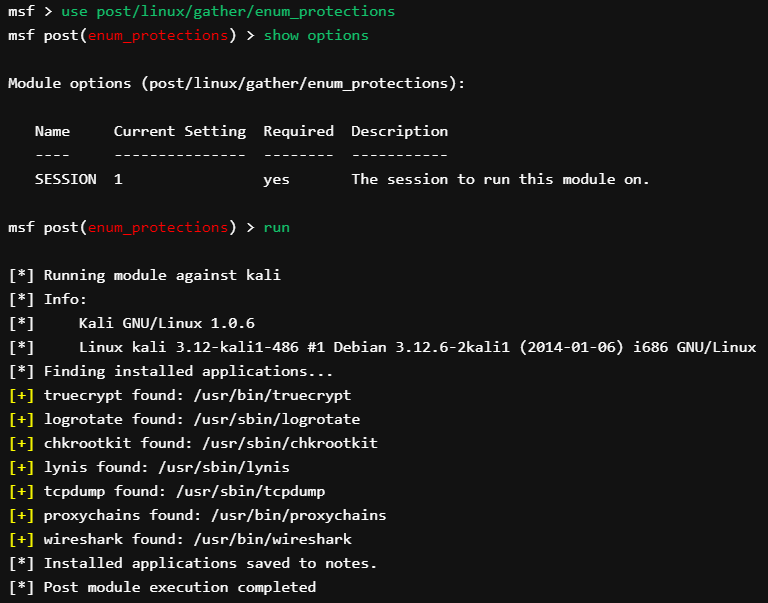 msf > use post/linux/gather/enum_protections
msf post(enum_protections) > show options
Module options (post/linux/gather/enum_protections):
Name     Current Setting  Required  Description
----     ---------------  --------  -----------
SESSION  1                yes       The session to run this module on.
msf post(enum_protections) > run
[*] Running module against kali
[*] Info:
[*]     Kali GNU/Linux 1.0.6
[*]     Linux kali 3.12-kali1-486 #1 Debian 3.12.6-2kali1 (2014-01-06) i686 GNU/Linux
[*] Finding installed applications...
[+] truecrypt found: /usr/bin/truecrypt
[+] logrotate found: /usr/sbin/logrotate
[+] chkrootkit found: /usr/sbin/chkrootkit
[+] lynis found: /usr/sbin/lynis
[+] tcpdump found: /usr/sbin/tcpdump
[+] proxychains found: /usr/bin/proxychains
[+] wireshark found: /usr/bin/wireshark
[*] Installed applications saved to notes.
[*] Post module execution completed